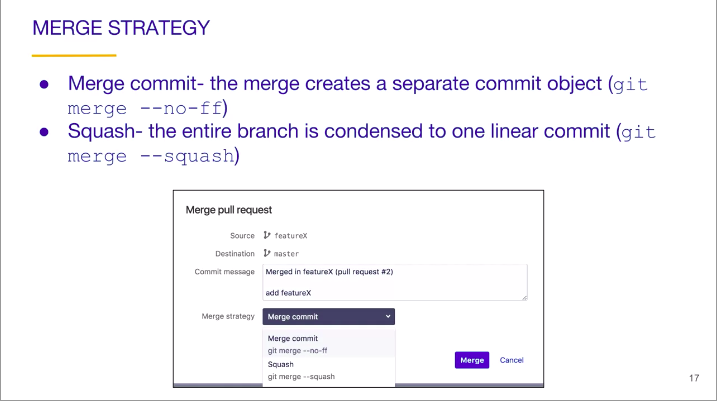 MERGE STRATEGY
● Merge commit- the merge creates a separate commit object (git
merge --no-ff)
● Squash- the entire branch is condensed to one linear commit (git
merge --squash)
Merge pull request
Source featureX
Destination master
Commit message Merged in featureX (pull request #2)
add featureX
Merge strategy Merge commit
Merge commit
git merge --no-ff
Squash
git merge --squash
Merge Cancel
17